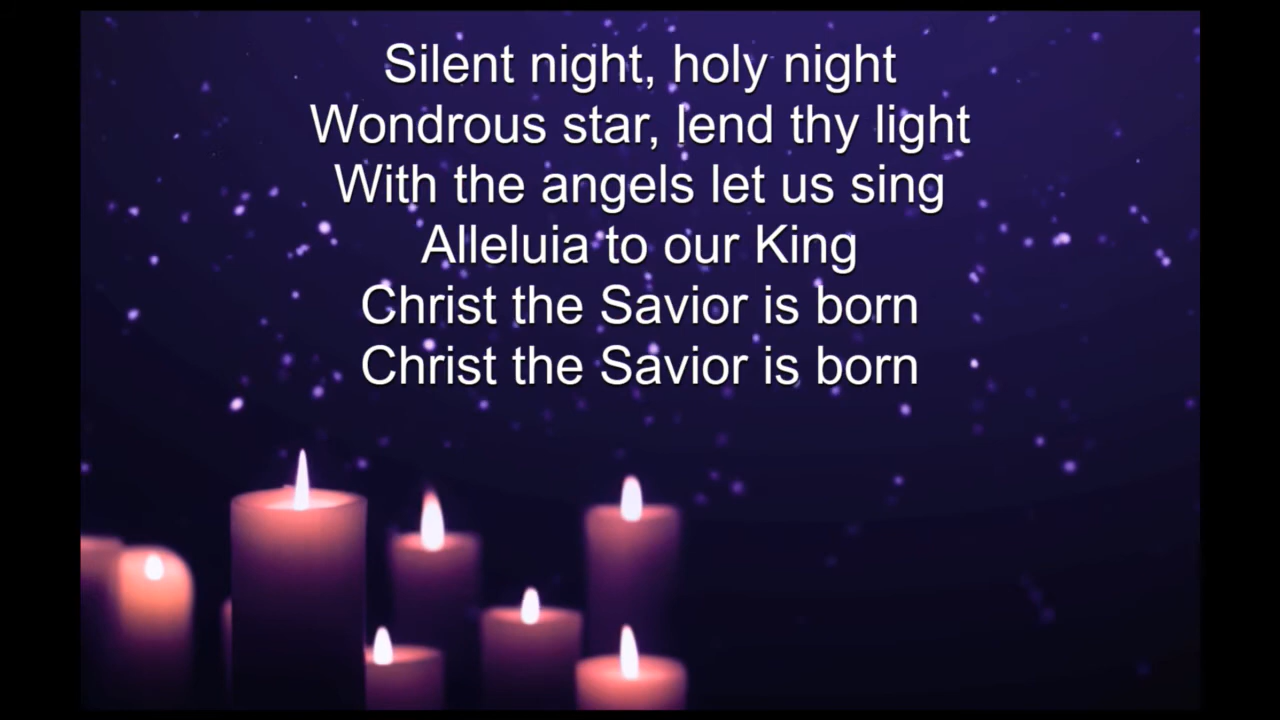 Silent night, holy night
Wondrous star, lend thy light
With the angels let us sing
Alleluia to our King
Christ the Savior is born
Christ the Savior is born